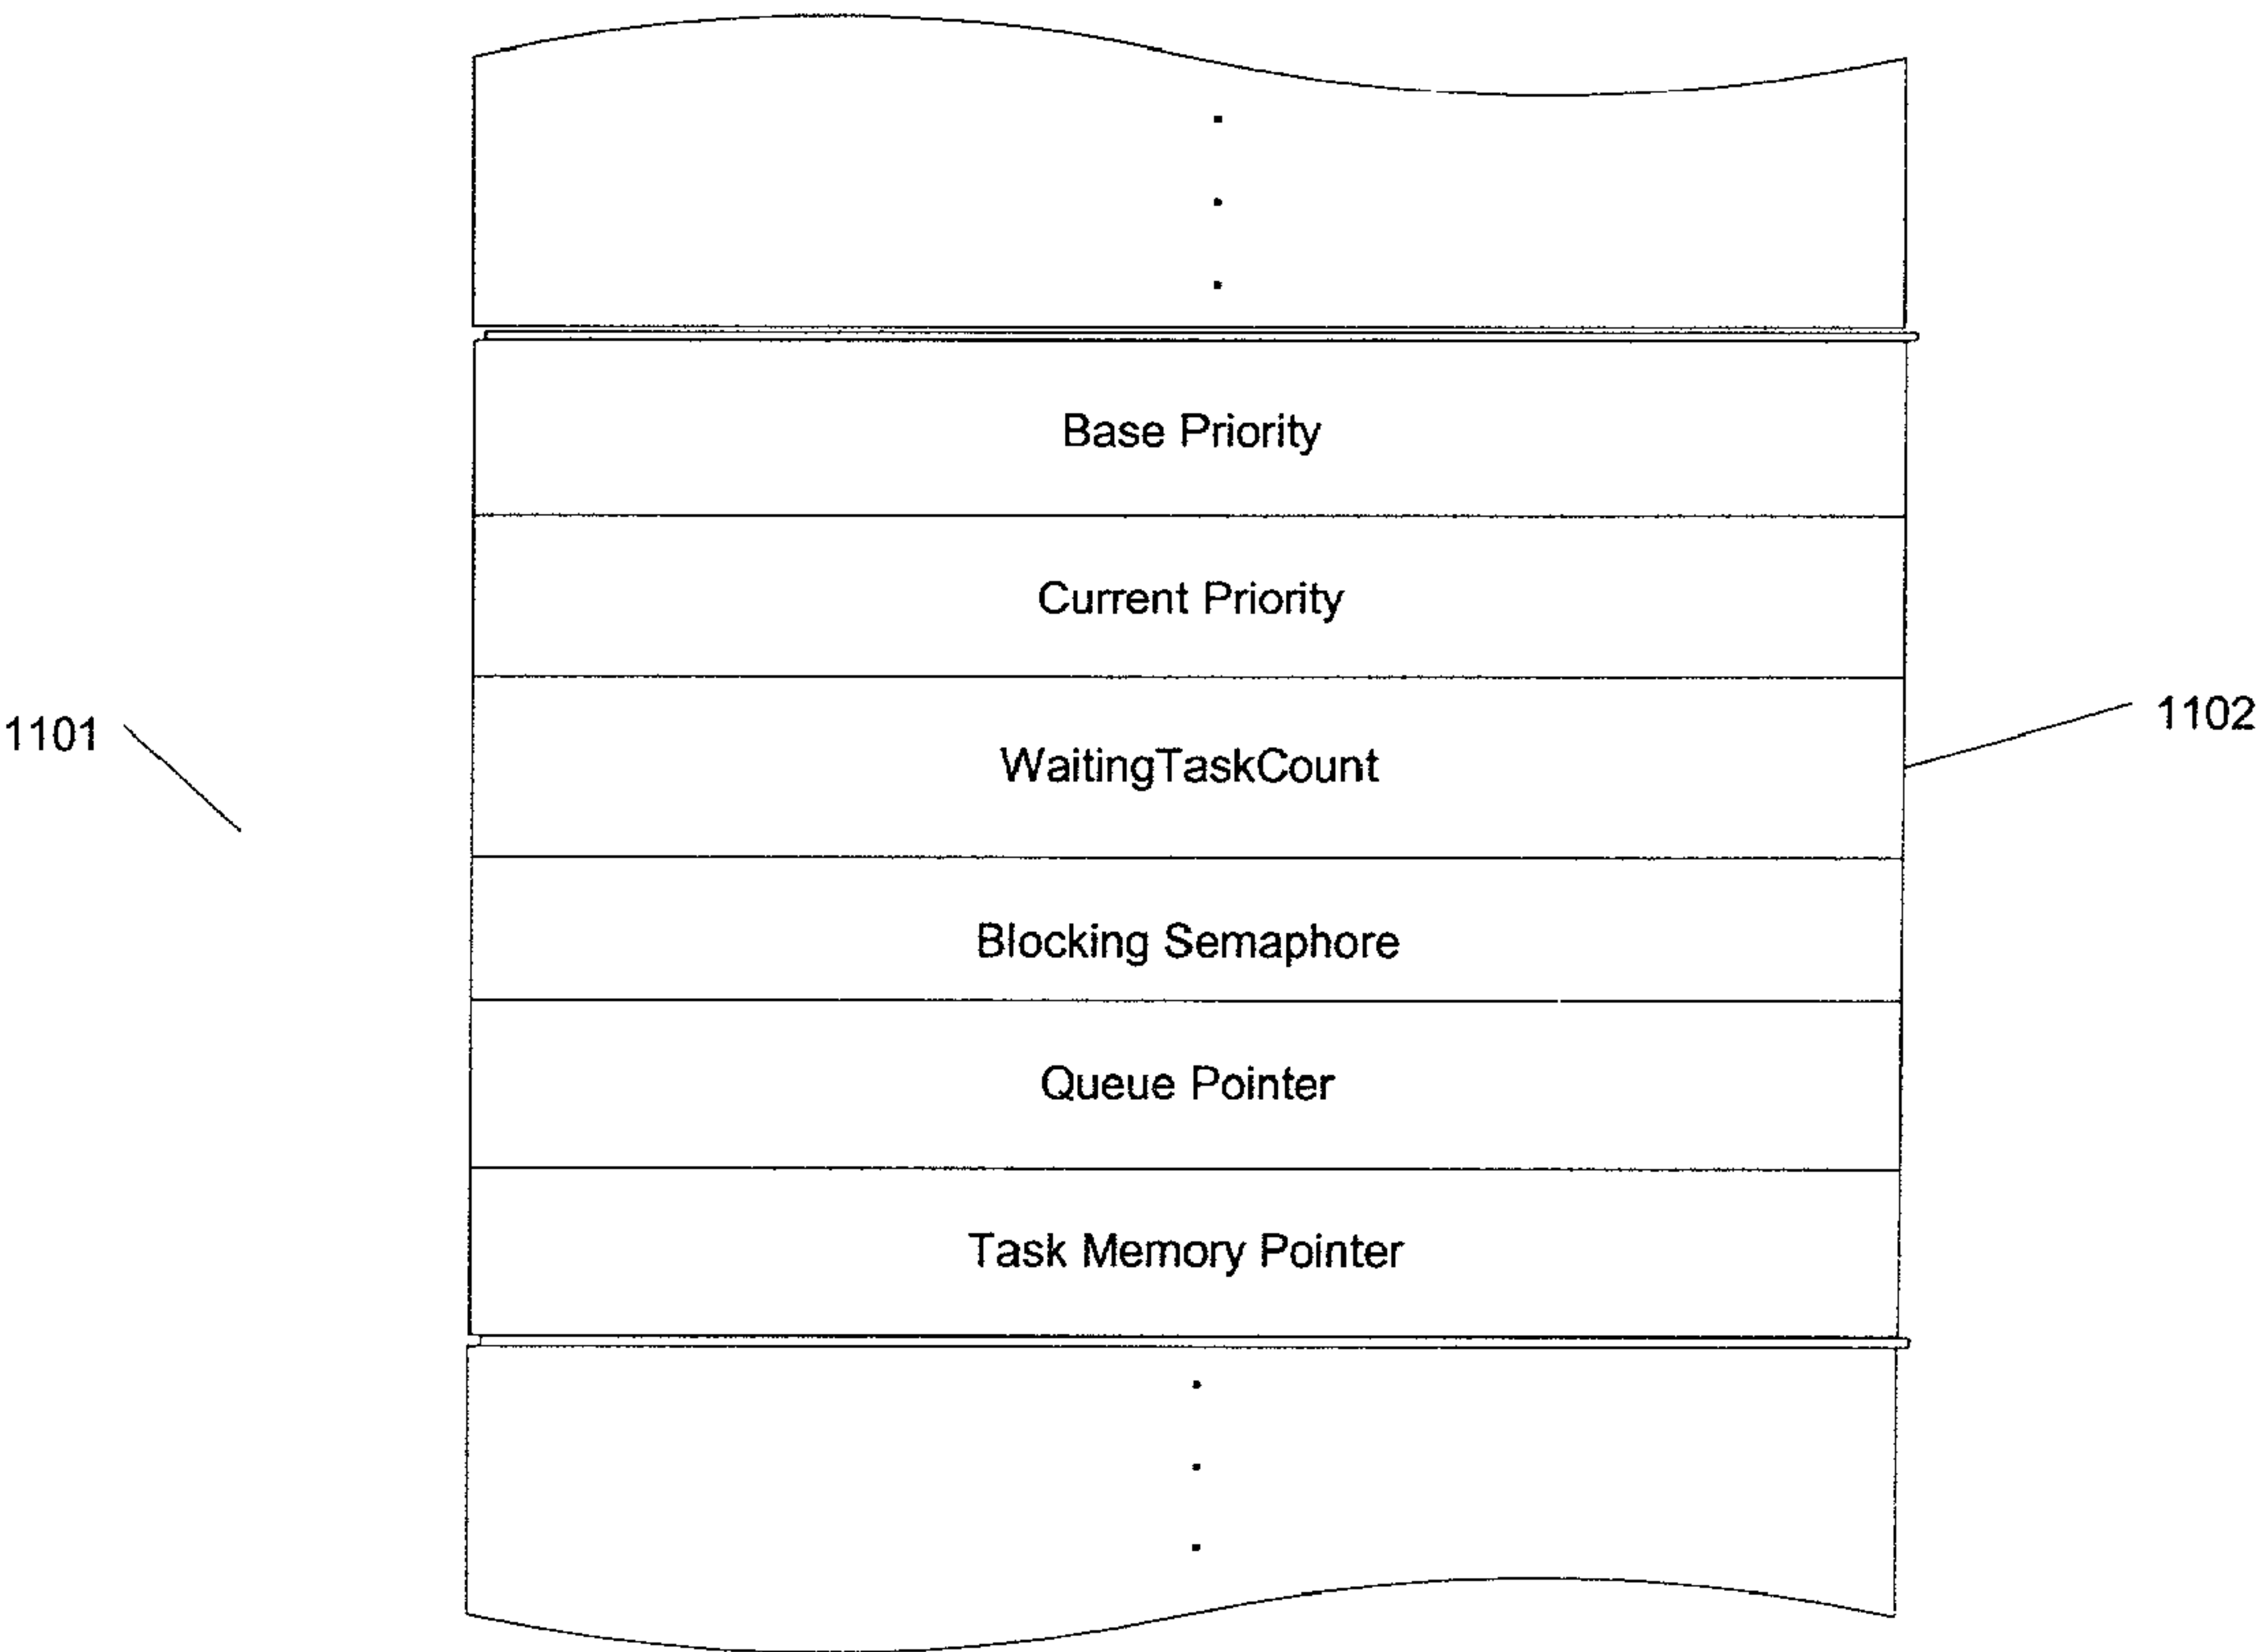 Base Priority
Current Priority
1101
1102
WaitingTaskCount
Blocking Semaphore
Queue Pointer
Task Memory Pointer